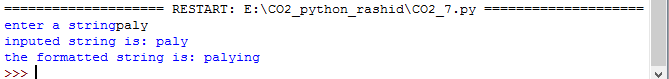 ==================== RESTART: E:\CO2_python_rashid\CO2_7.py ====================
enter a stringpaly
inputed string is: paly
the formatted string is: palying
>>>